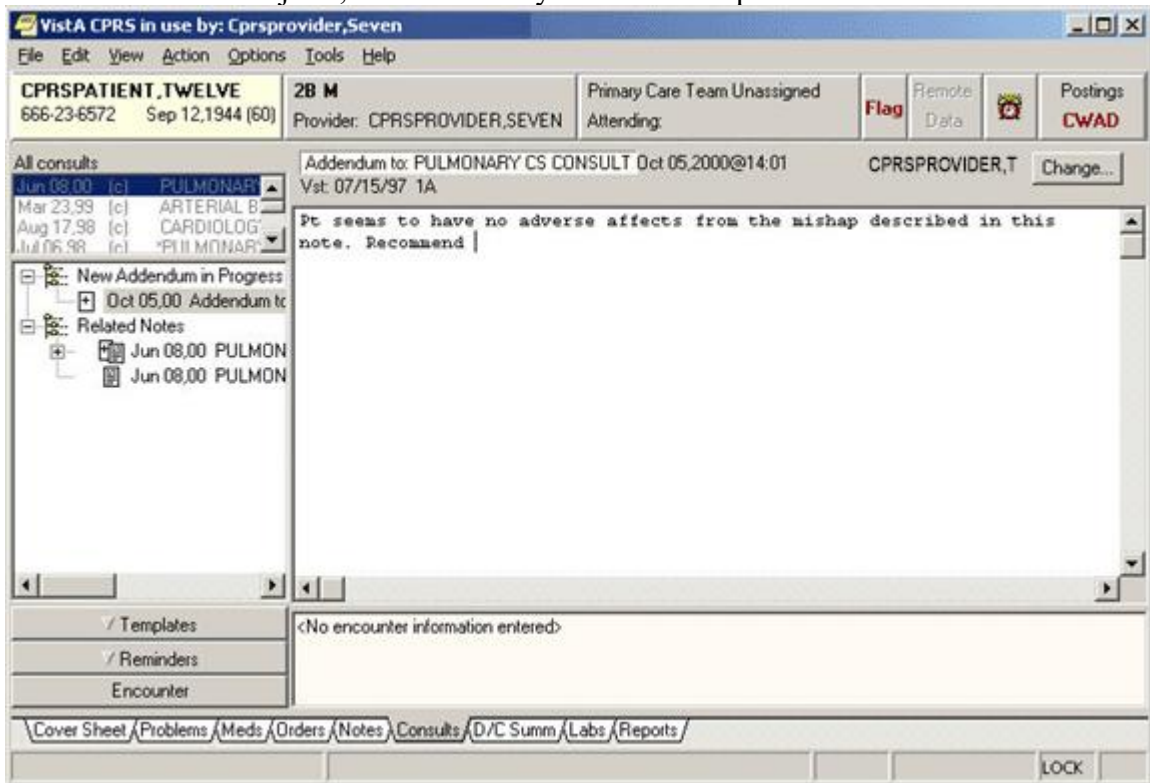 VistA CPRS in use by: Cprsprovider,Seven
File Edit View Action Options Tools Help
CPRSPATIENT,TWELVE
666-23-6572 Sep 12,1944 (60)
2B M
Provider: CPRSPROVIDER,SEVEN
Primary Care Team Unassigned
Attending:
Flag
Remote
Data
Postings
CWAD
All consults
Jun 08,00 (c) PULMONAR
Mar 23,99 (c) ARTERIAL B
Aug 17,98 (c) CARDIOLOG
Jul 06,98 (c) *PULMONAR
Addendum to: PULMONARY CS CONSULT Oct 05,2000@14:01
CPRSPROVIDER,T
Change...
Vst: 07/15/97 1A
Pt seems to have no adverse affects from the mishap described in this
note. Recommend
New Addendum in Progress
Oct 05,00 Addendum to
Related Notes
Jun 08,00 PULMON
Jun 08,00 PULMON
/ Templates
/ Reminders
Encounter
<No encounter information entered>
Cover Sheet Problems Meds Orders Notes Consults D/C Summ Labs Reports
LOCK